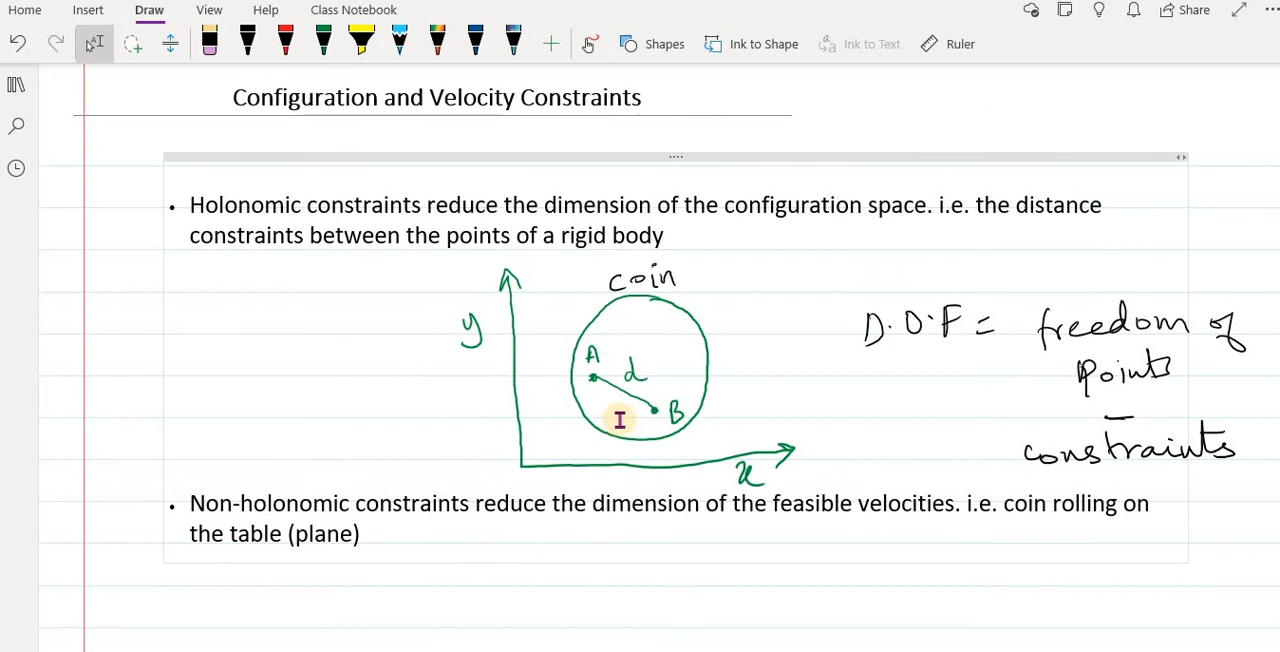 Home Insert Draw View Help Class Notebook Share
Shapes Ink to Shape Ink to Text Ruler
Configuration and Velocity Constraints
• Holonomic constraints reduce the dimension of the configuration space. i.e. the distance
constraints between the points of a rigid body
coin
y
A
d
B
x
D.O.F = freedom of
points
–
constraints
• Non-holonomic constraints reduce the dimension of the feasible velocities. i.e. coin rolling on
the table (plane)